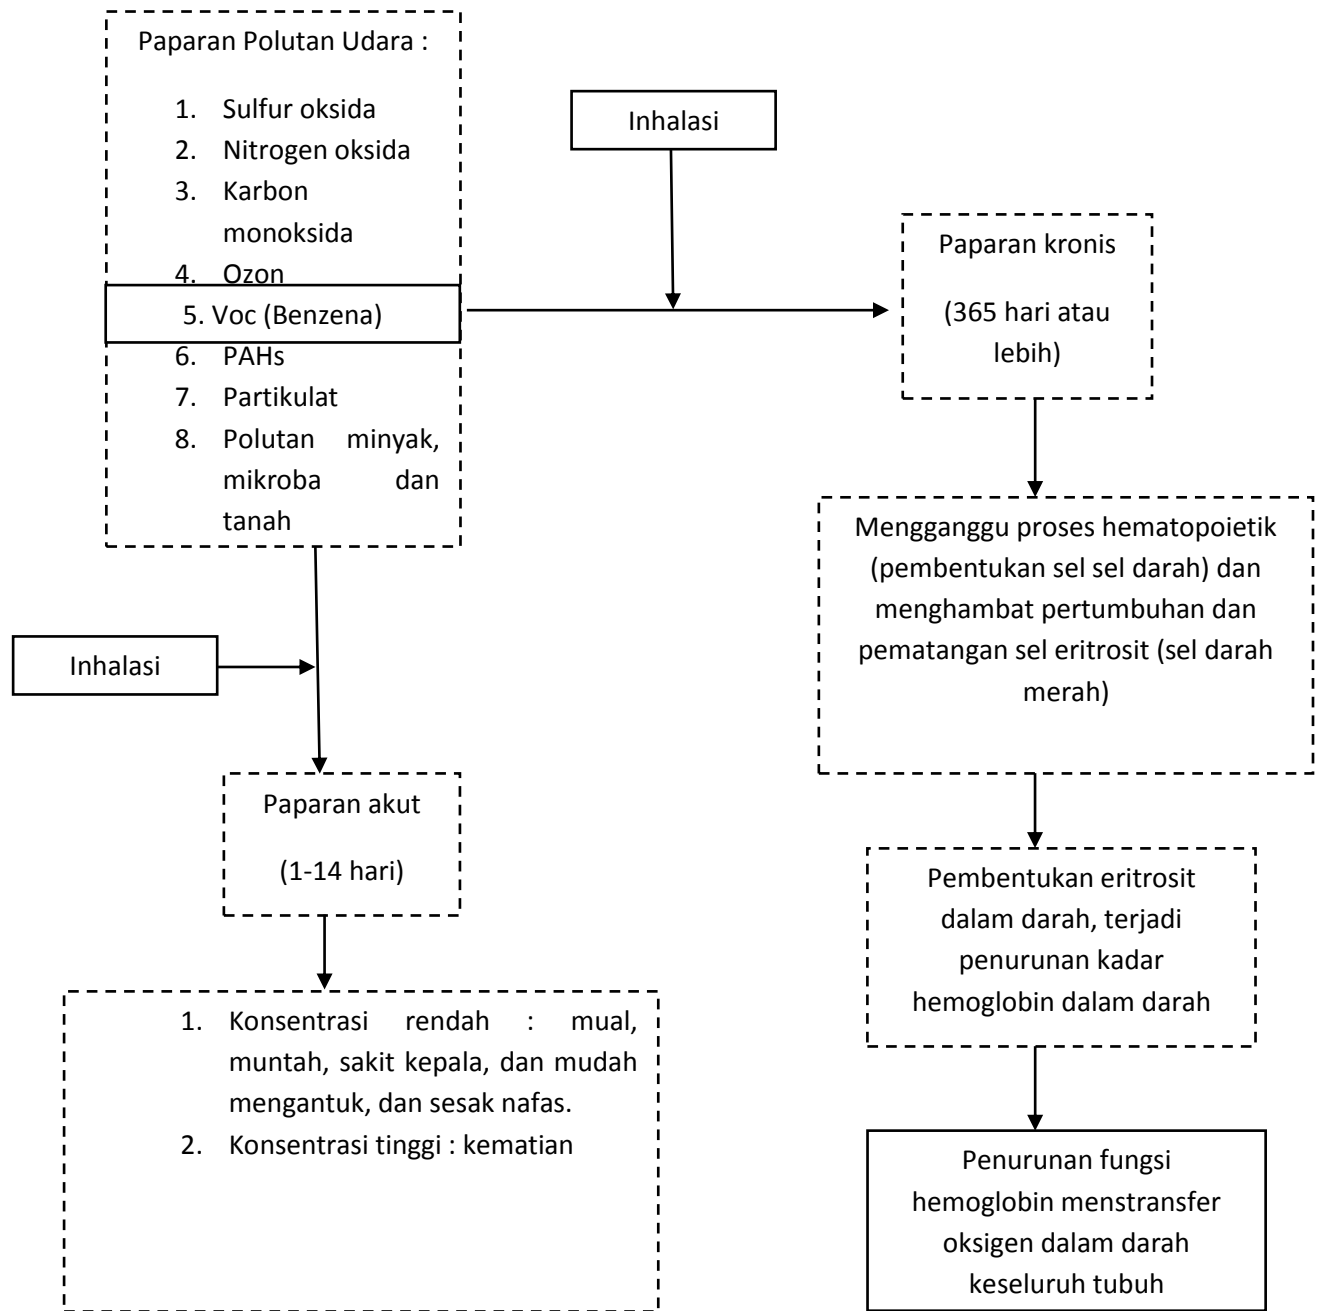 Paparan Polutan Udara :
1. Sulfur oksida
2. Nitrogen oksida
3. Karbon
monoksida
4. Ozon
5. Voc (Benzena)
6. PAHs
7. Partikulat
8. Polutan minyak,
mikroba dan
tanah
Inhalasi
Paparan kronis
(365 hari atau
lebih)
Mengganggu proses hematopoietik
(pembentukan sel sel darah) dan
menghambat pertumbuhan dan
pematangan sel eritrosit (sel darah
merah)
Inhalasi
Paparan akut
(1-14 hari)
Pembentukan eritrosit
dalam darah, terjadi
penurunan kadar
hemoglobin dalam darah
1. Konsentrasi rendah : mual,
muntah, sakit kepala, dan mudah
mengantuk, dan sesak nafas.
2. Konsentrasi tinggi : kematian
Penurunan fungsi
hemoglobin menstransfer
oksigen dalam darah
keseluruh tubuh